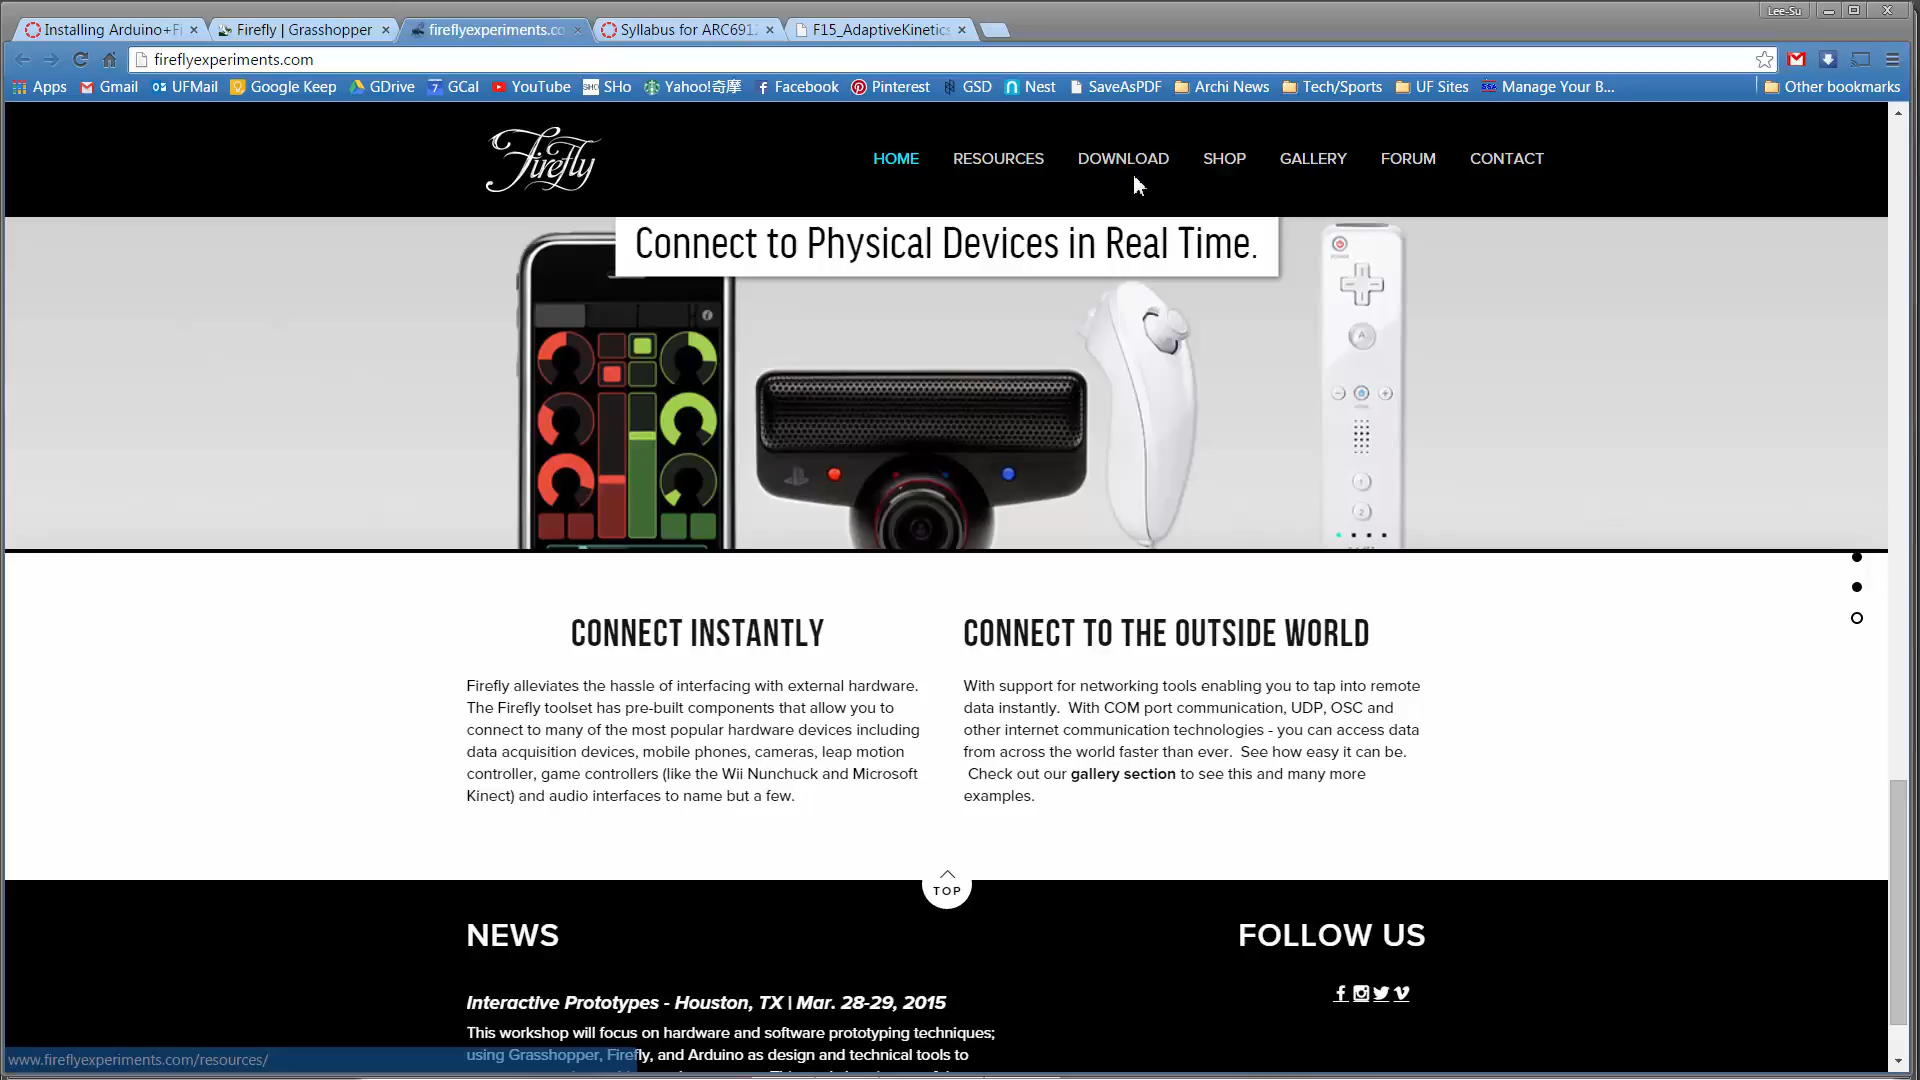 Lee-Su
Installing Arduino+Fi
Firefly | Grasshopper
fireflyexperiments.co
Syllabus for ARC6912
F15_AdaptiveKinetics
fireflyexperiments.com
Apps Gmail UFMail Google Keep GDrive 7 GCal YouTube SHo SHo Yahoo!奇摩 Facebook Pinterest GSD Nest SaveAsPDF Archi News Tech/Sports UF Sites Manage Your B... Other bookmarks
Firefly
HOME RESOURCES DOWNLOAD SHOP GALLERY FORUM CONTACT
Connect to Physical Devices in Real Time.
CONNECT INSTANTLY
Firefly alleviates the hassle of interfacing with external hardware.
The Firefly toolset has pre-built components that allow you to
connect to many of the most popular hardware devices including
data acquisition devices, mobile phones, cameras, leap motion
controller, game controllers (like the Wii Nunchuck and Microsoft
Kinect) and audio interfaces to name but a few.
CONNECT TO THE OUTSIDE WORLD
With support for networking tools enabling you to tap into remote
data instantly. With COM port communication, UDP, OSC and
other internet communication technologies - you can access data
from across the world faster than ever. See how easy it can be.
Check out our gallery section to see this and many more
examples.
TOP
NEWS
FOLLOW US
Interactive Prototypes - Houston, TX | Mar. 28-29, 2015
This workshop will focus on hardware and software prototyping techniques;
using Grasshopper, Firefly, and Arduino as design and technical tools to
www.fireflyexperiments.com/resources/